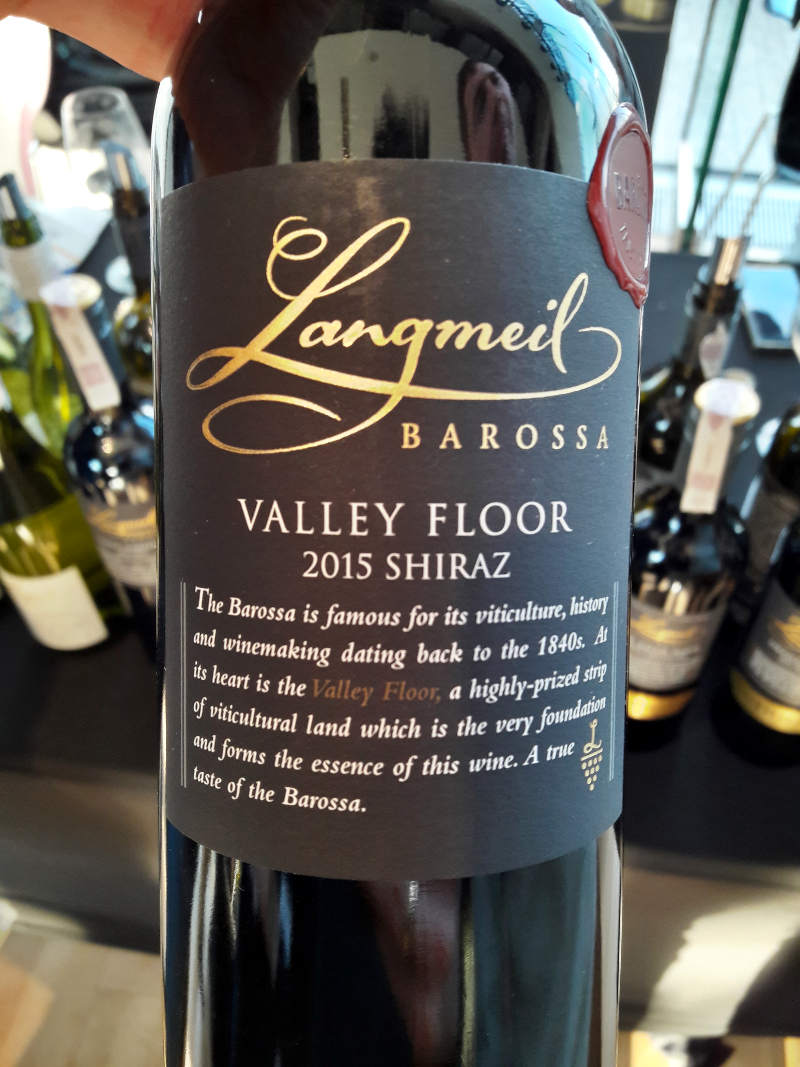 Langmeil
BAROSSA
VALLEY FLOOR
2015 SHIRAZ
The Barossa is famous for its viticulture, history
and winemaking dating back to the 1840s. At
its heart is the Valley Floor, a highly-prized strip
of viticultural land which is the very foundation
and forms the essence of this wine. A true
taste of the Barossa.